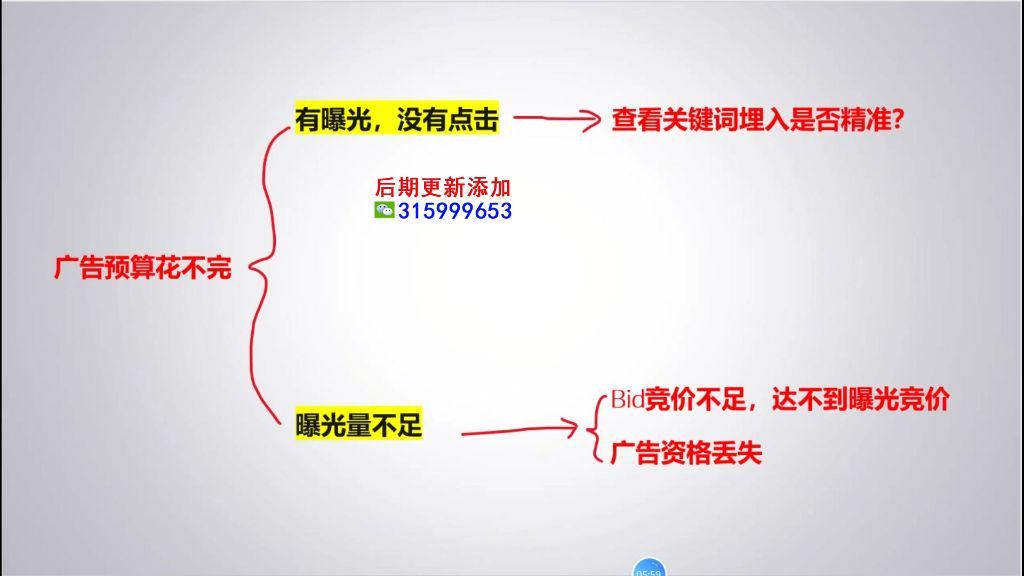 有曝光，没有点击
查看关键词埋入是否精准？
后期更新添加
315999653
广告预算花不完
Bid竞价不足，达不到曝光竞价
曝光量不足
广告资格丢失
05:59